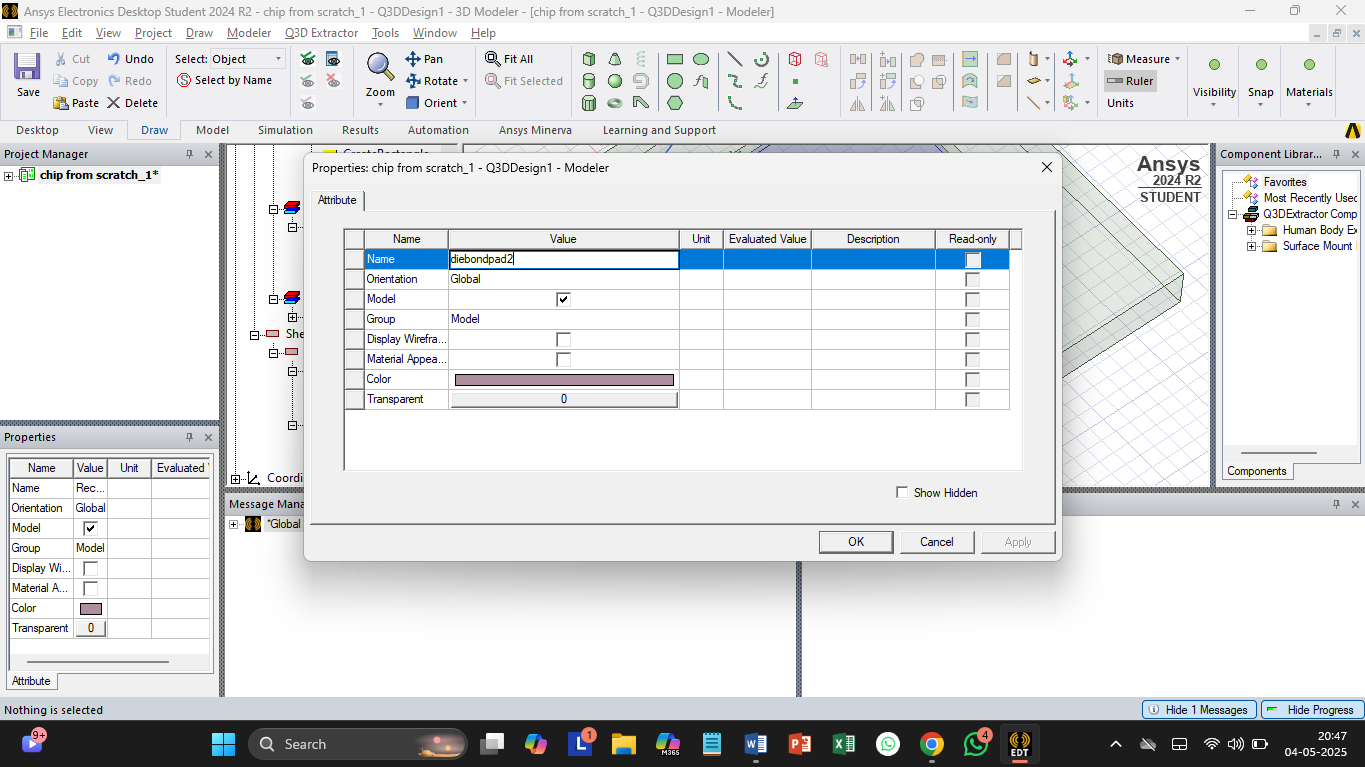 Ansys Electronics Desktop Student 2024 R2 - chip from scratch_1 - Q3DDesign1 - 3D Modeler - [chip from scratch_1 - Q3DDesign1 - Modeler]
File Edit View Project Draw Modeler Q3D Extractor Tools Window Help
Save
Cut
Copy
Paste
Undo
Redo
Delete
Select: Object
Select by Name
Zoom
Pan
Rotate
Orient
Fit All
Fit Selected
Measure
Ruler
Units
Visibility
Snap
Materials
Desktop View Draw Model Simulation Results Automation Ansys Minerva Learning and Support
Project Manager
chip from scratch_1*
She
Coordi
Properties: chip from scratch_1 - Q3DDesign1 - Modeler
Attribute
Name Value Unit Evaluated Value Description Read-only
Name diebondpad2
Orientation Global
Model
Group Model
Display Wirefra...
Material Appea...
Color
Transparent 0
Show Hidden
OK Cancel Apply
Ansys
2024 R2
STUDENT
Component Librar...
Favorites
Most Recently Used
Q3DExtractor Comp
Human Body Ex
Surface Mount
Components
Properties
Name Value Unit Evaluated
Name Rec...
Orientation Global
Model
Group Model
Display Wi...
Material A...
Color
Transparent 0
Attribute
Message Mana
*Global
Nothing is selected
Hide 1 Messages
Hide Progress
9+
Search
L 1
M365
W
P
X
4
EDT
20:47
04-05-2025